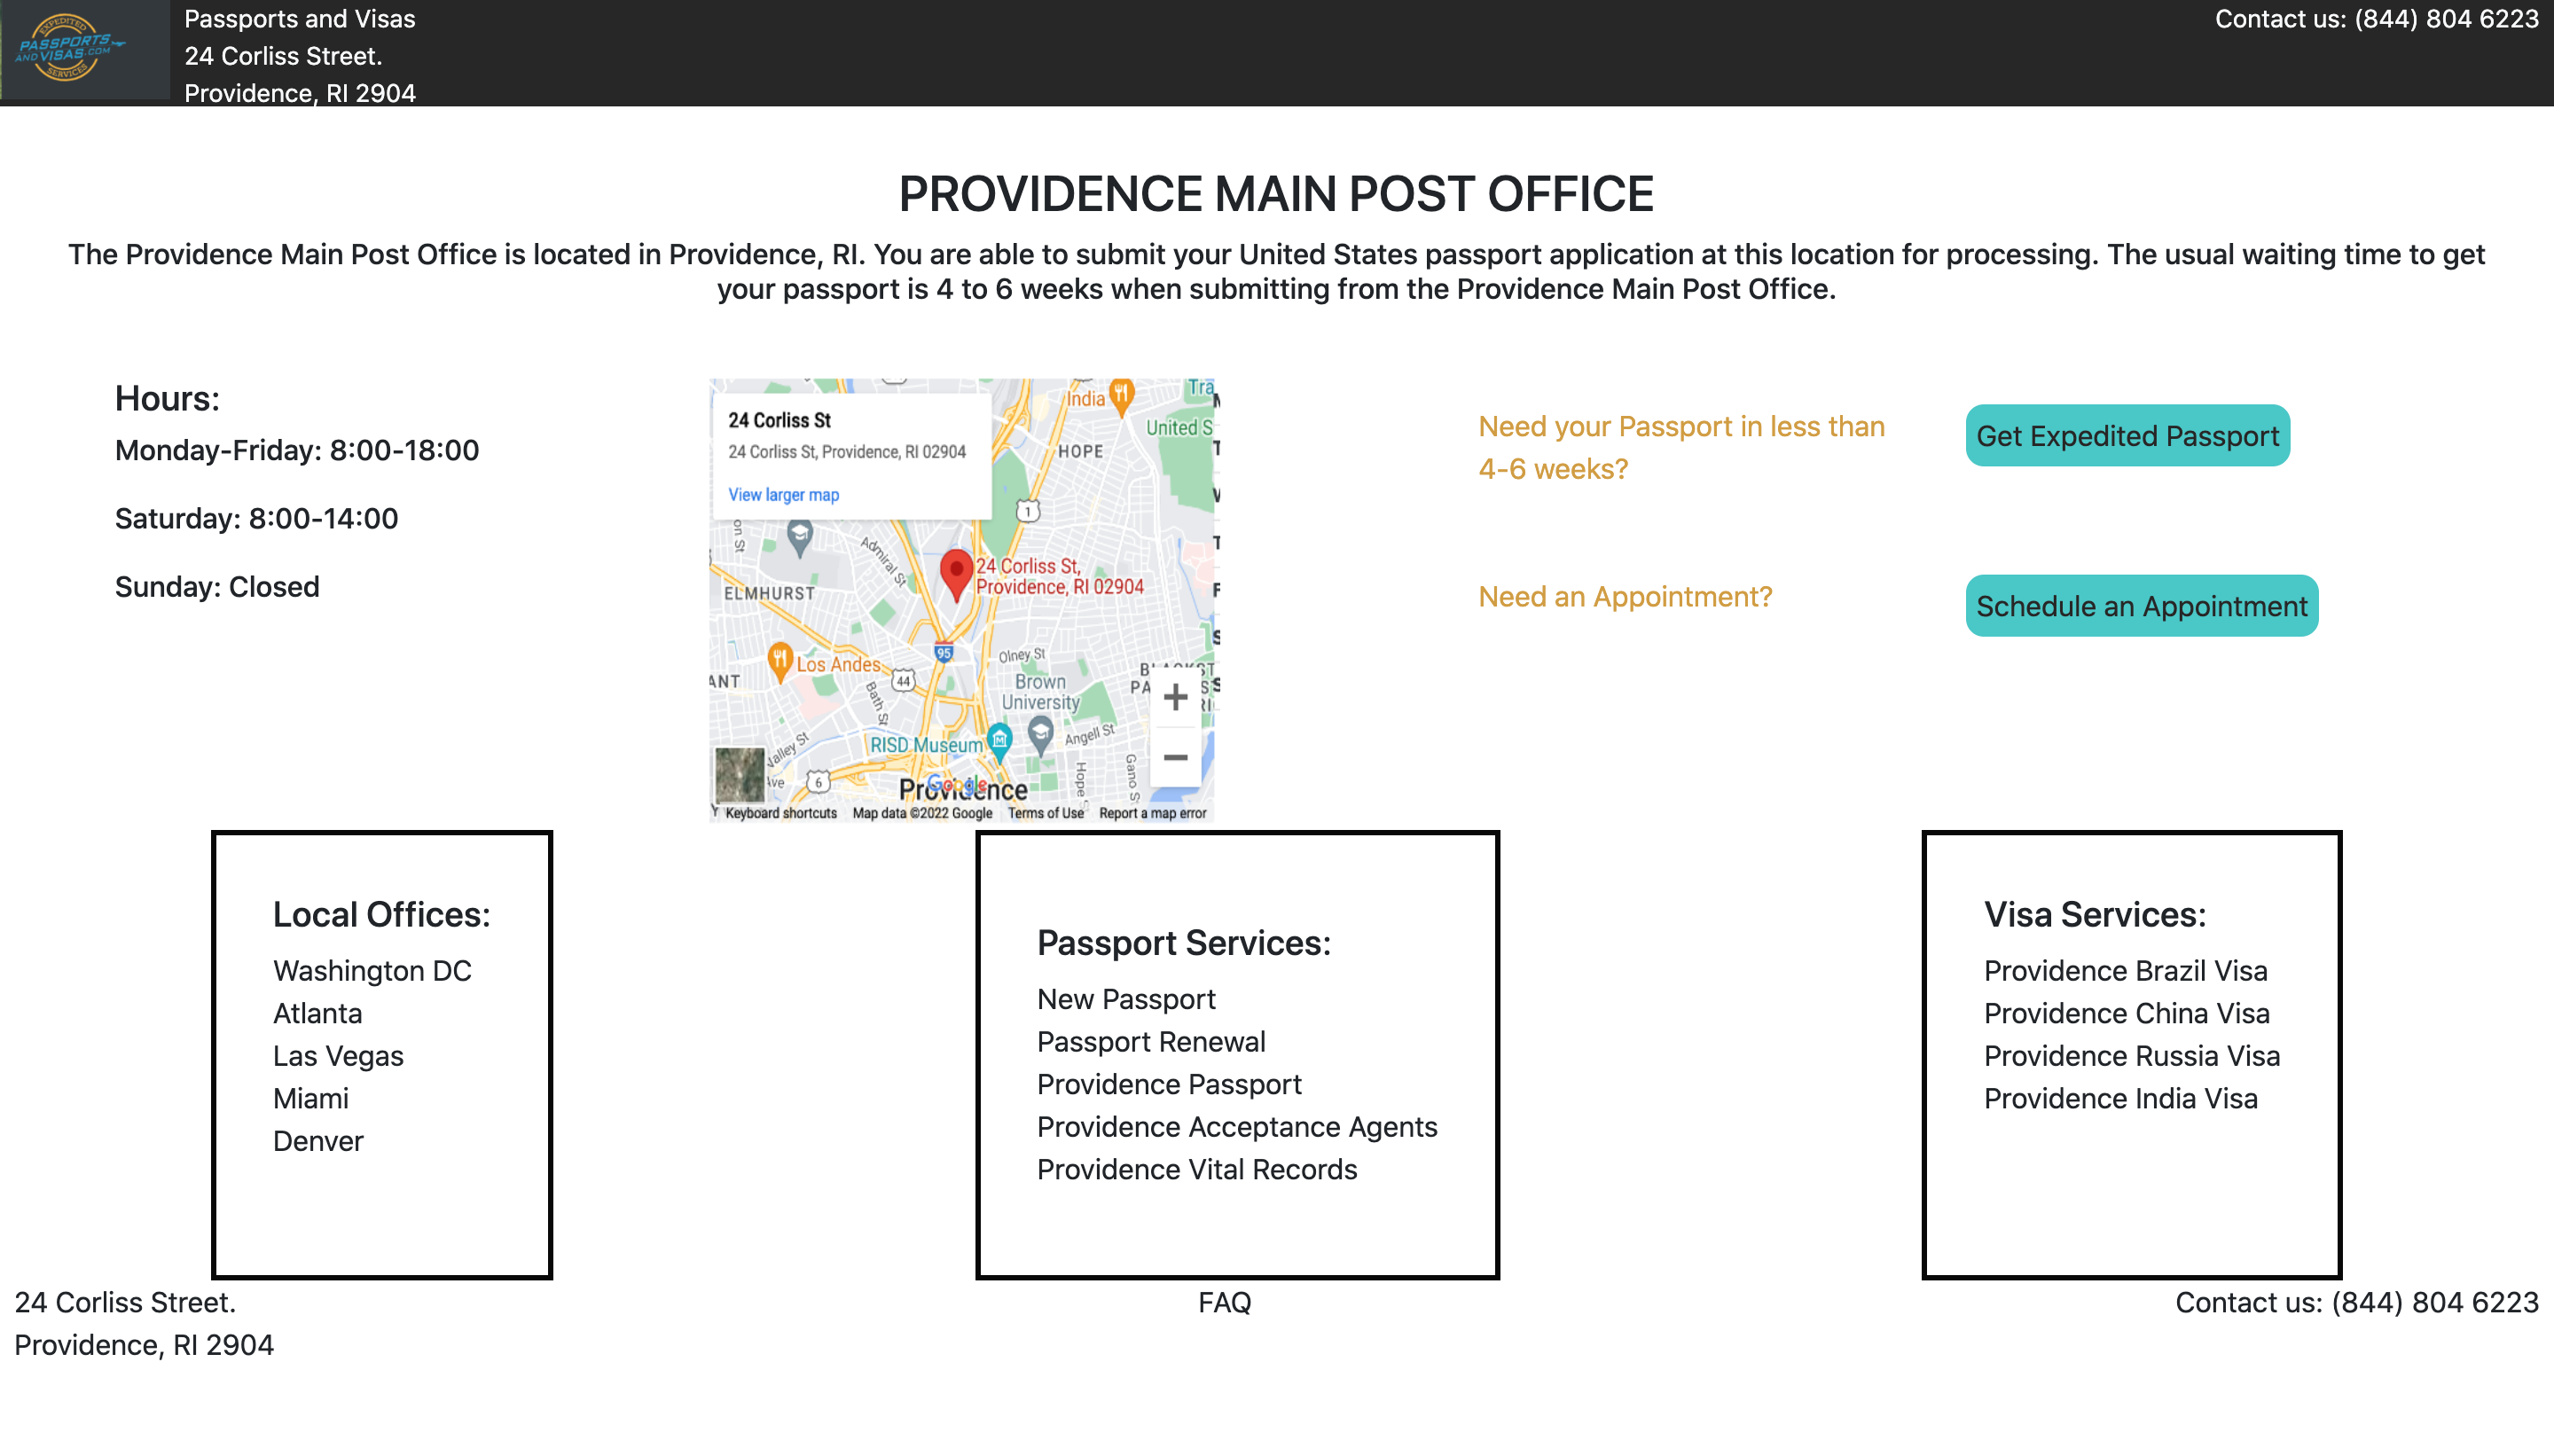 EXPEDITED
PASSPORTS
ANDVISAS.COM
SERVICES
Passports and Visas
24 Corliss Street.
Providence, RI 2904
Contact us: (844) 804 6223
PROVIDENCE MAIN POST OFFICE
The Providence Main Post Office is located in Providence, RI. You are able to submit your United States passport application at this location for processing. The usual waiting time to get
your passport is 4 to 6 weeks when submitting from the Providence Main Post Office.
Hours:
Monday-Friday: 8:00-18:00
Saturday: 8:00-14:00
Sunday: Closed
24 Corliss St
24 Corliss St, Providence, RI 02904
View larger map
India
Tra
United S
HOPE
1
on St
Admiral St
24 Corliss St,
Providence, RI 02904
ELMHURST
95
Olney St
Los Andes
44
ANT
Bath St
Brown
University
PA
RISD Museum
Angell St
Valley St
Ave
6
Hope S
Gano S
Providence
Google
Keyboard shortcuts
Map data ©2022 Google
Terms of Use
Report a map error
Need your Passport in less than
4-6 weeks?
Get Expedited Passport
Need an Appointment?
Schedule an Appointment
Local Offices:
Washington DC
Atlanta
Las Vegas
Miami
Denver
Passport Services:
New Passport
Passport Renewal
Providence Passport
Providence Acceptance Agents
Providence Vital Records
Visa Services:
Providence Brazil Visa
Providence China Visa
Providence Russia Visa
Providence India Visa
24 Corliss Street.
Providence, RI 2904
FAQ
Contact us: (844) 804 6223